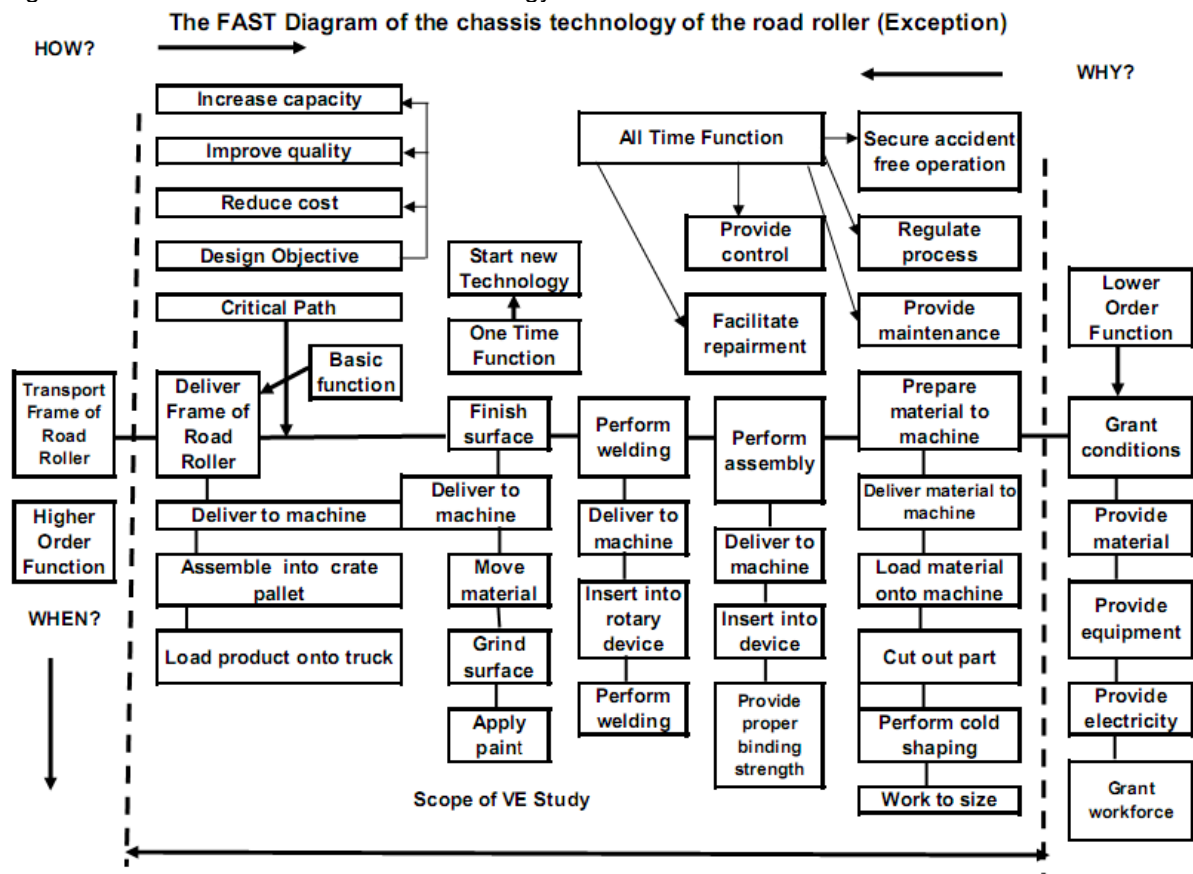 The FAST Diagram of the chassis technology of the road roller (Exception)
HOW?
WHY?
Increase capacity
Improve quality
Reduce cost
Design Objective
Critical Path
Start new
Technology
One Time
Function
Basic
function
All Time Function
Secure accident
free operation
Provide
control
Regulate
process
Facilitate
repairment
Provide
maintenance
Lower
Order
Function
Transport
Frame of
Road
Roller
Deliver
Frame of
Road
Roller
Finish
surface
Perform
welding
Perform
assembly
Prepare
material to
machine
Grant
conditions
Higher
Order
Function
WHEN?
Deliver to machine
Assemble into crate
pallet
Load product onto truck
Deliver to
machine
Move
material
Grind
surface
Apply
paint
Deliver to
machine
Insert into
rotary
device
Perform
welding
Deliver to
machine
Insert into
device
Provide
proper
binding
strength
Deliver material to
machine
Load material
onto machine
Cut out part
Perform cold
shaping
Work to size
Provide
material
Provide
equipment
Provide
electricity
Grant
workforce
Scope of VE Study